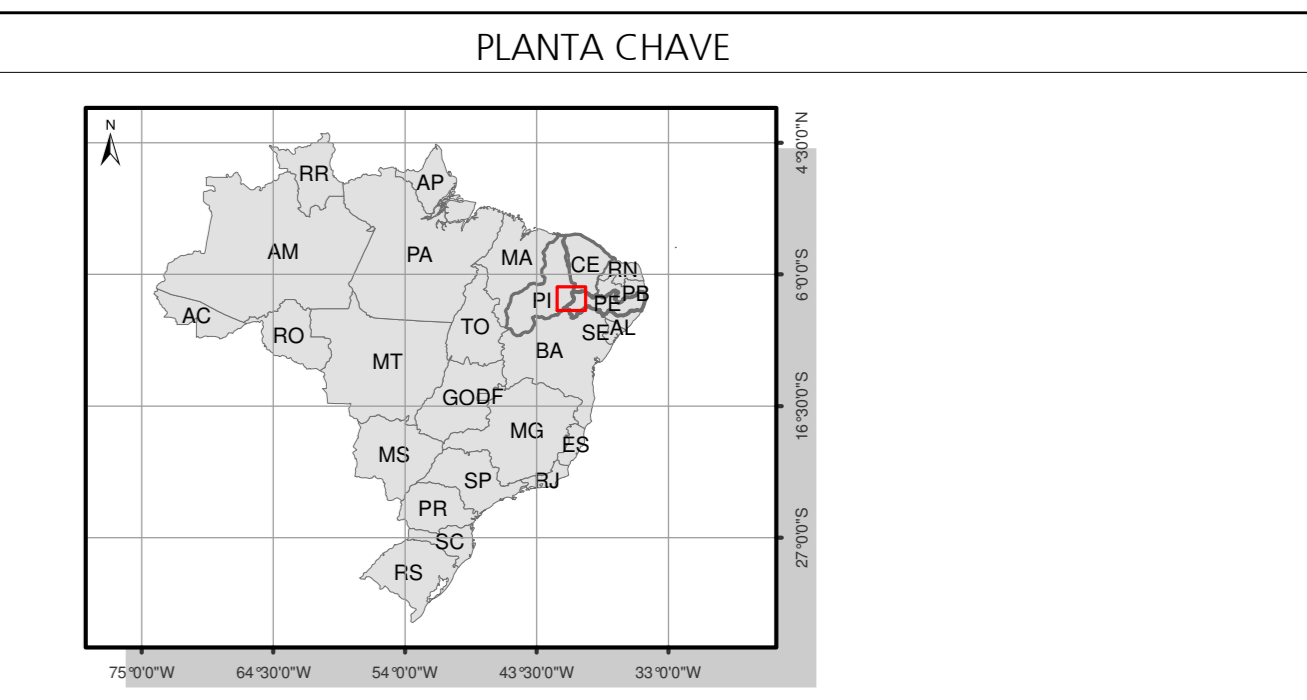 PLANTA CHAVE
N
4°30'0"N
RR
AP
AM
PA
MA
CE
RN
6°0'0"S
PI
PE
PB
AC
RO
TO
SE
AL
MT
BA
GO
DF
16°30'0"S
MG
ES
MS
SP
RJ
PR
SC
27°0'0"S
RS
75°0'0"W
64°30'0"W
54°0'0"W
43°30'0"W
33°0'0"W